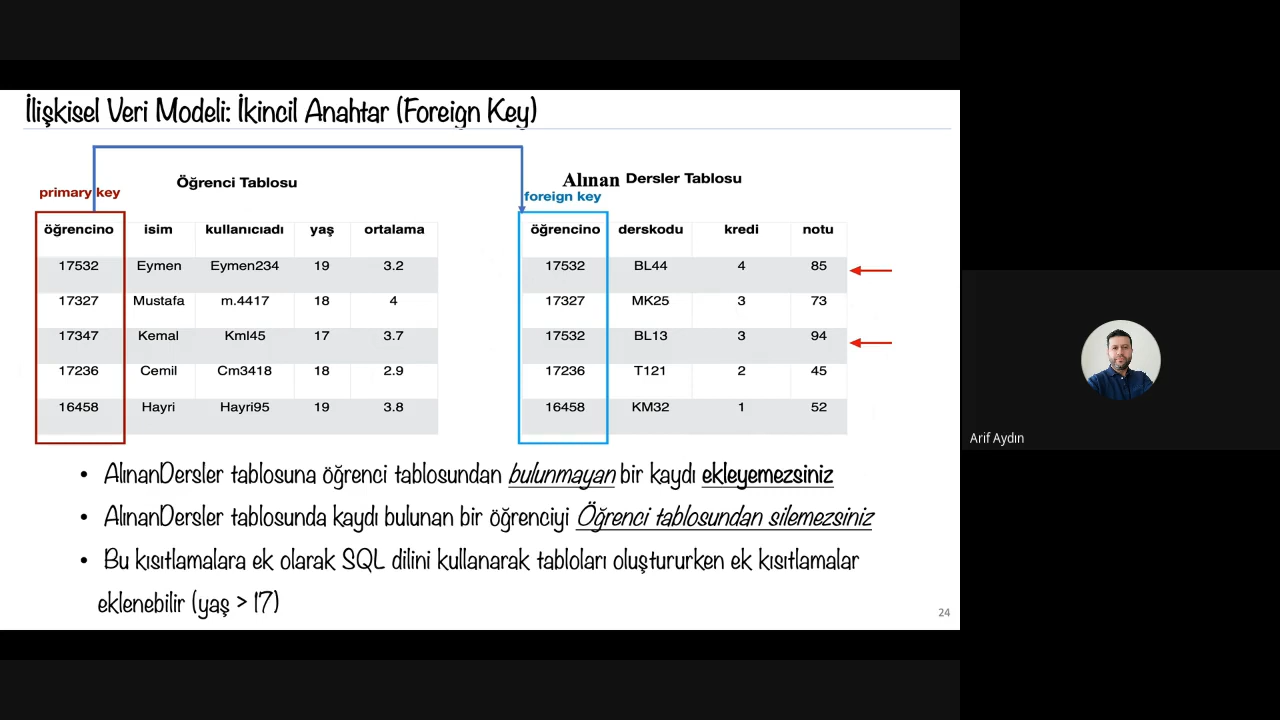 İlişkisel Veri Modeli: İkincil Anahtar (Foreign Key)
Öğrenci Tablosu
primary key
öğrencino isim kullanıcıadı yaş ortalama
17532 Eymen Eymen234 19 3.2
17327 Mustafa m.4417 18 4
17347 Kemal Kml45 17 3.7
17236 Cemil Cm3418 18 2.9
16458 Hayri Hayri95 19 3.8
Alınan Dersler Tablosu
foreign key
öğrencino derskodu kredi notu
17532 BL44 4 85
17327 MK25 3 73
17532 BL13 3 94
17236 T121 2 45
16458 KM32 1 52
• AlınanDersler tablosuna öğrenci tablosundan bulunmayan bir kaydı ekleyemezsiniz
• AlınanDersler tablosunda kaydı bulunan bir öğrenciyi Öğrenci tablosundan silemezsiniz
• Bu kısıtlamalara ek olarak SQL dilini kullanarak tabloları oluştururken ek kısıtlamalar
eklenebilir (yaş > 17)
24
Arif Aydın